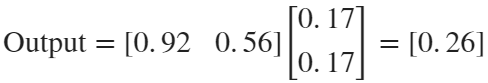 Output = [0.92 0.56] [0.17 0.17] = [0.26]